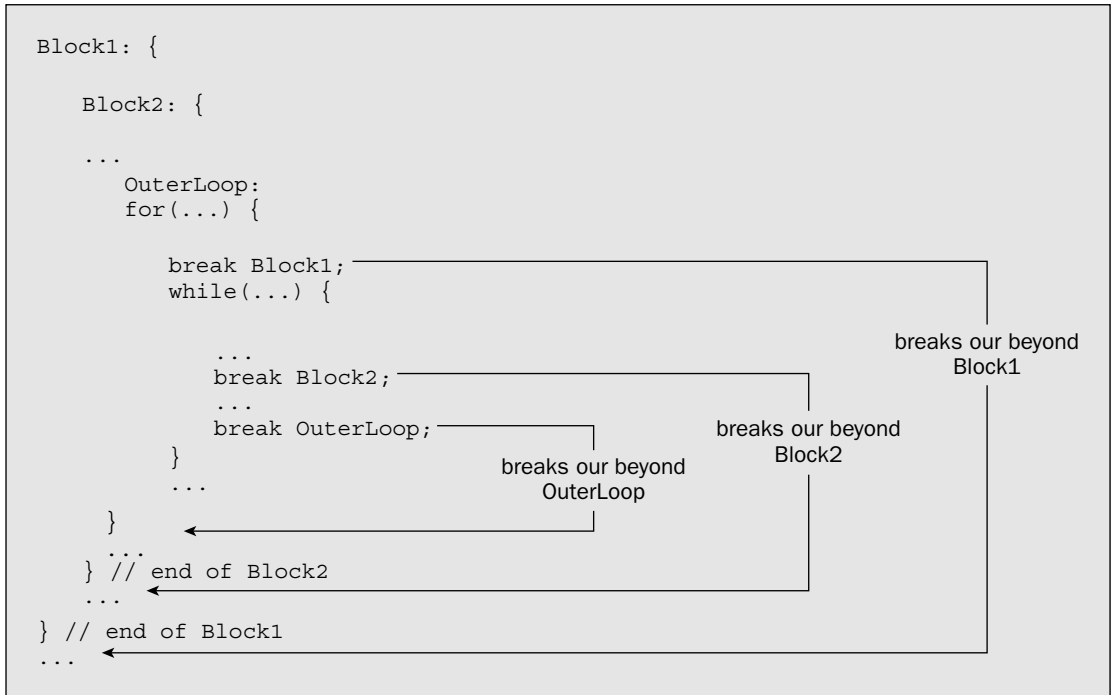 Block1: {
Block2: {
...
OuterLoop:
for(...) {
break Block1;
while(...) {
breaks our beyond
Block1
...
break Block2;
...
break OuterLoop;
breaks our beyond
Block2
}
breaks our beyond
OuterLoop
...
}
...
} // end of Block2
...
} // end of Block1
...